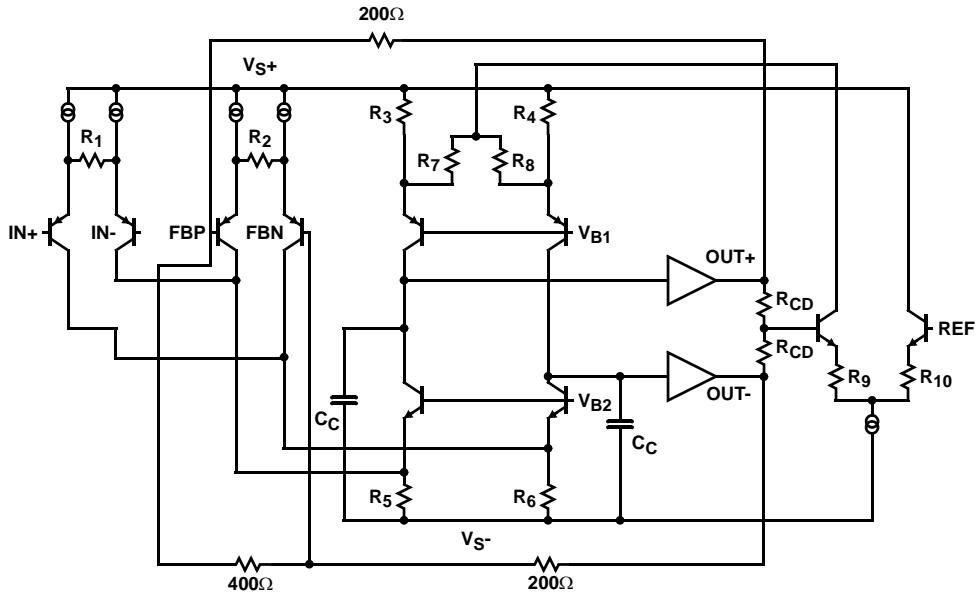 200Ω
VS+
R3
R4
R1
R2
R7
R8
IN+
IN-
FBP
FBN
VB1
OUT+
RCD
REF
RCD
R9
R10
OUT-
VB2
CC
CC
R5
R6
VS-
400Ω
200Ω